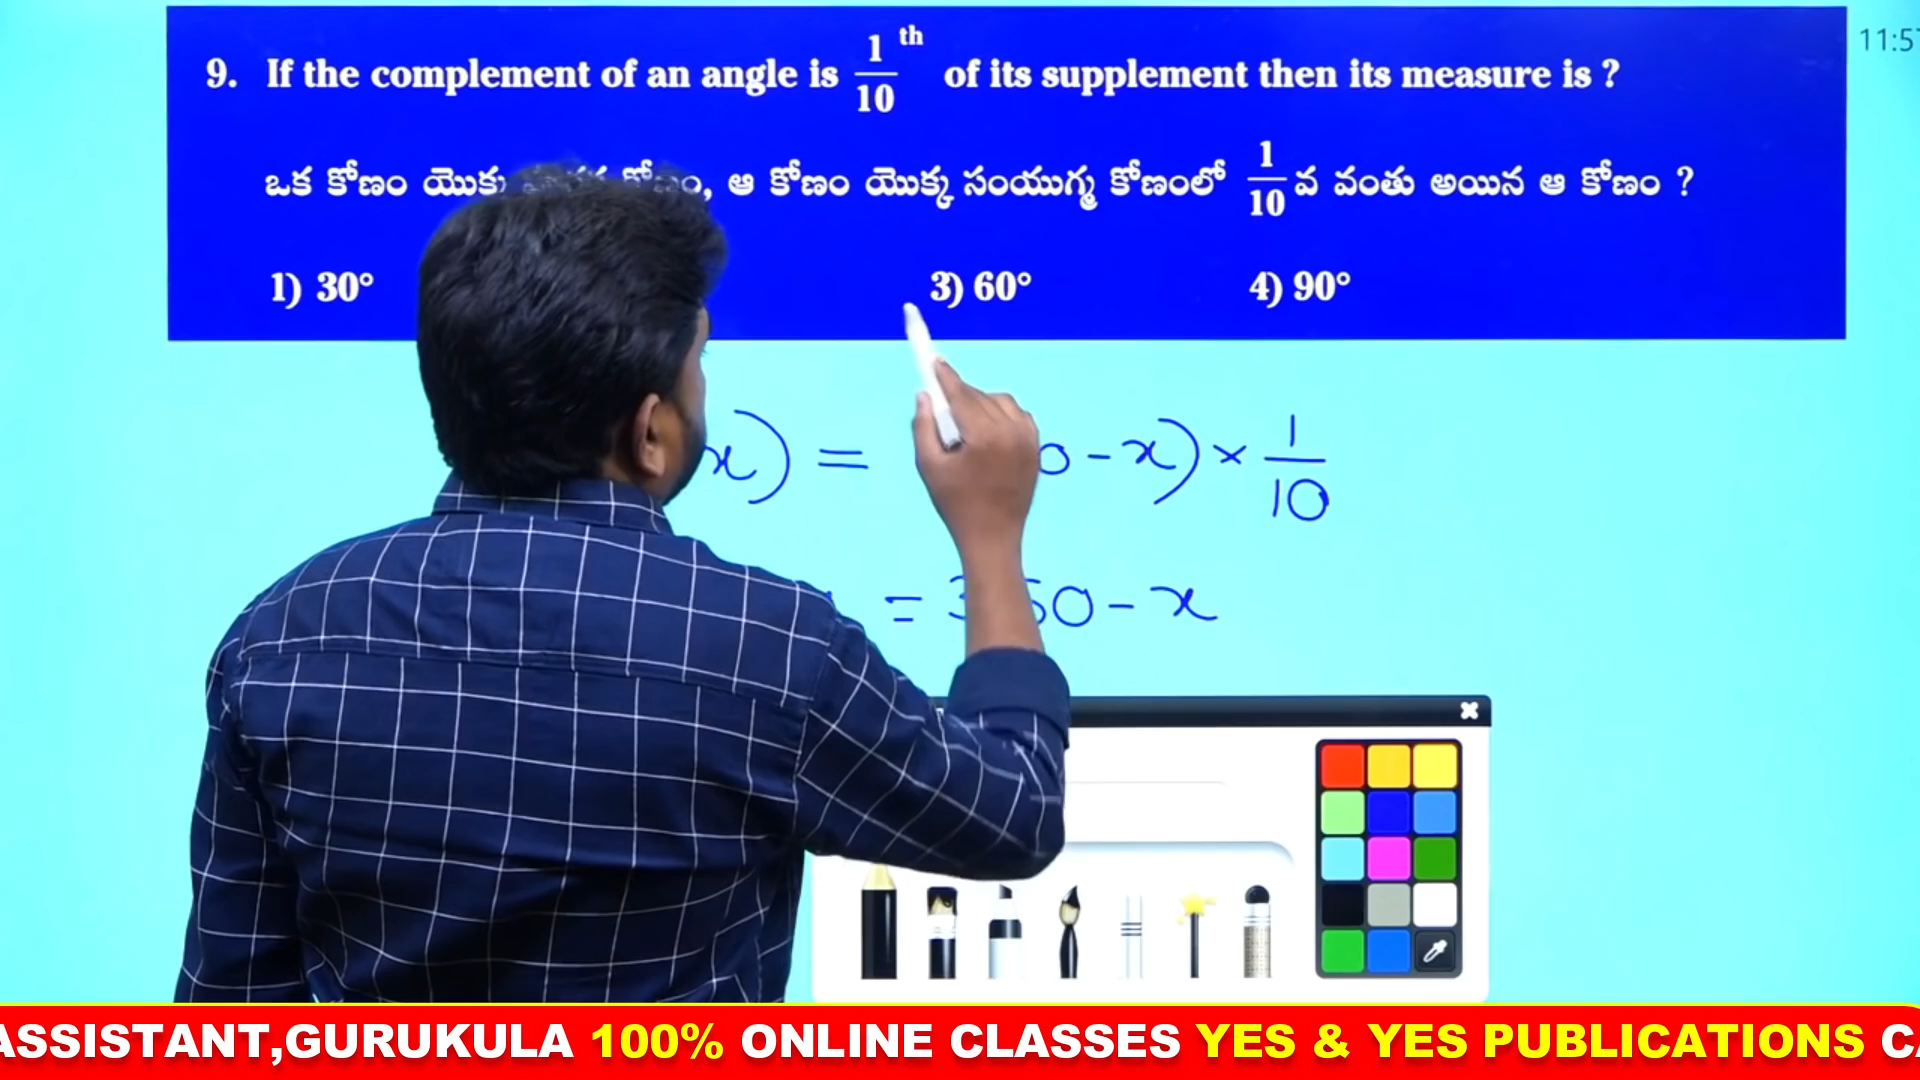 11:57
9. If the complement of an angle is 1/10 th of its supplement then its measure is ?
ఒక కోణం యొక్క కోణం, ఆ కోణం యొక్క సంయుగ్మ కోణంలో 1/10 వ వంతు అయిన ఆ కోణం ?
1) 30° 3) 60° 4) 90°
x) = 0 - x) × 1/10
= 360 - x
ASSISTANT,GURUKULA 100% ONLINE CLASSES YES & YES PUBLICATIONS